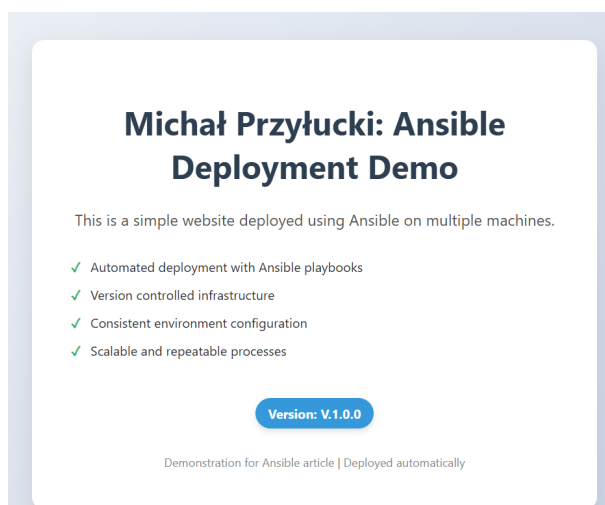 Michał Przyłucki: Ansible
Deployment Demo
This is a simple website deployed using Ansible on multiple machines.
✓ Automated deployment with Ansible playbooks
✓ Version controlled infrastructure
✓ Consistent environment configuration
✓ Scalable and repeatable processes
Version: V.1.0.0
Demonstration for Ansible article | Deployed automatically